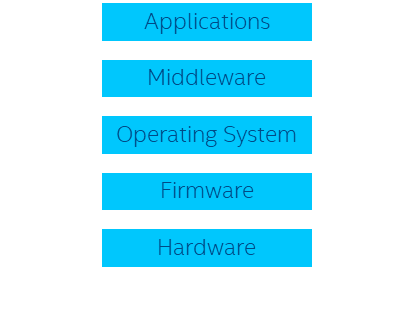 Applications
Middleware
Operating System
Firmware
Hardware